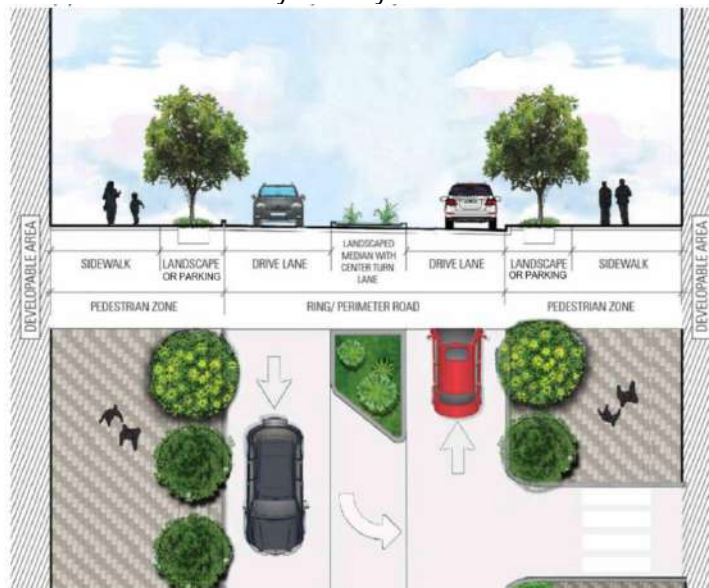 DEVELOPABLE AREA
SIDEWALK
LANDSCAPE
OR PARKING
DRIVE LANE
LANDSCAPED
MEDIAN WITH
CENTER TURN
LANE
DRIVE LANE
LANDSCAPE
OR PARKING
SIDEWALK
DEVELOPABLE AREA
PEDESTRIAN ZONE
RING/ PERIMETER ROAD
PEDESTRIAN ZONE